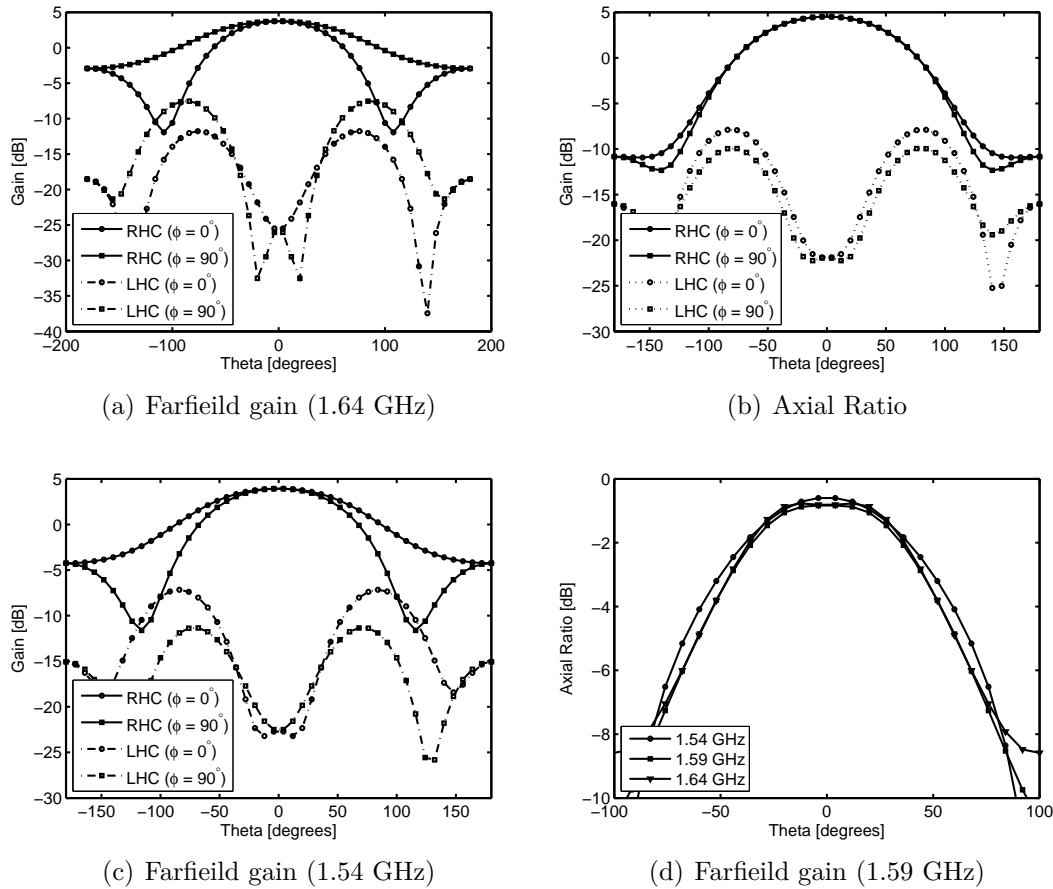 5
0
−5
−10
−15
−20
−25
−30
−35
−40
Gain [dB]
−200 −100 0 100 200
Theta [degrees]
RHC (ϕ = 0°)
RHC (ϕ = 90°)
LHC (ϕ = 0°)
LHC (ϕ = 90°)
(a) Farfieild gain (1.64 GHz)
5
0
−5
−10
−15
−20
−25
−30
Gain [dB]
−150 −100 −50 0 50 100 150
Theta [degrees]
RHC (ϕ = 0°)
RHC (ϕ = 90°)
LHC (ϕ = 0°)
LHC (ϕ = 90°)
(b) Axial Ratio
5
0
−5
−10
−15
−20
−25
−30
Gain [dB]
−150 −100 −50 0 50 100 150
Theta [degrees]
RHC (ϕ = 0°)
RHC (ϕ = 90°)
LHC (ϕ = 0°)
LHC (ϕ = 90°)
(c) Farfieild gain (1.54 GHz)
0
−2
−4
−6
−8
−10
Axial Ratio [dB]
−100 −50 0 50 100
Theta [degrees]
1.54 GHz
1.59 GHz
1.64 GHz
(d) Farfieild gain (1.59 GHz)